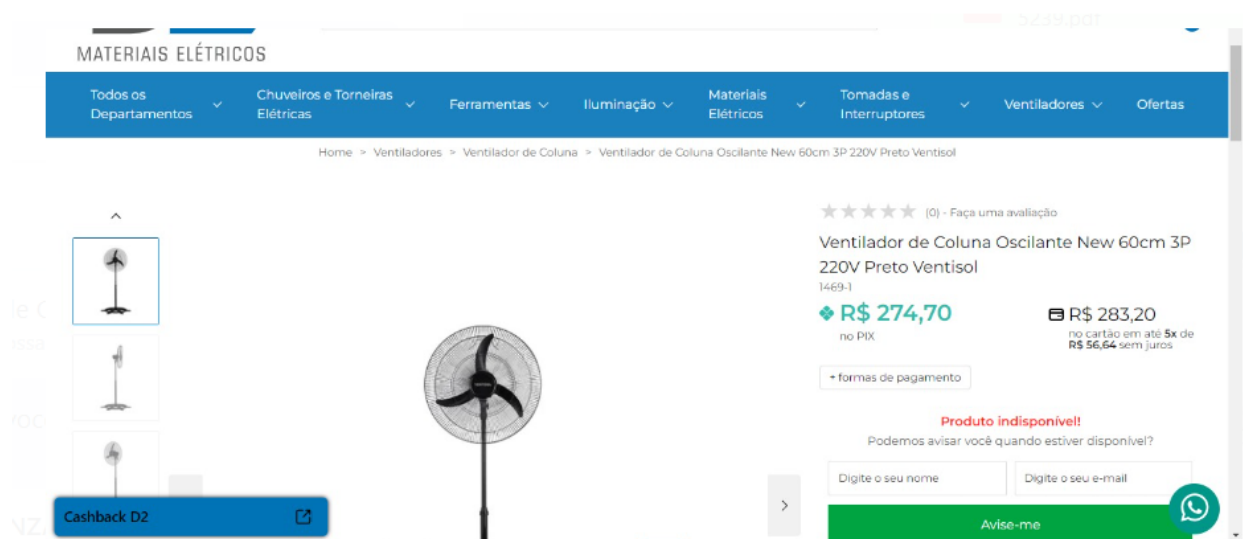 5239.pdf
MATERIAIS ELÉTRICOS
Todos os
Departamentos
Chuveiros e Torneiras
Elétricas
Ferramentas
Iluminação
Materiais
Elétricos
Tomadas e
Interruptores
Ventiladores
Ofertas
Home > Ventiladores > Ventilador de Coluna > Ventilador de Coluna Oscilante New 60cm 3P 220V Preto Ventisol
(0) - Faça uma avaliação
Ventilador de Coluna Oscilante New 60cm 3P
220V Preto Ventisol
1469-1
R$ 274,70
no PIX
R$ 283,20
no cartão em até 5x de
R$ 56,64 sem juros
+ formas de pagamento
Produto indisponível!
Podemos avisar você quando estiver disponível?
Digite o seu nome
Digite o seu e-mail
Avise-me
Cashback D2